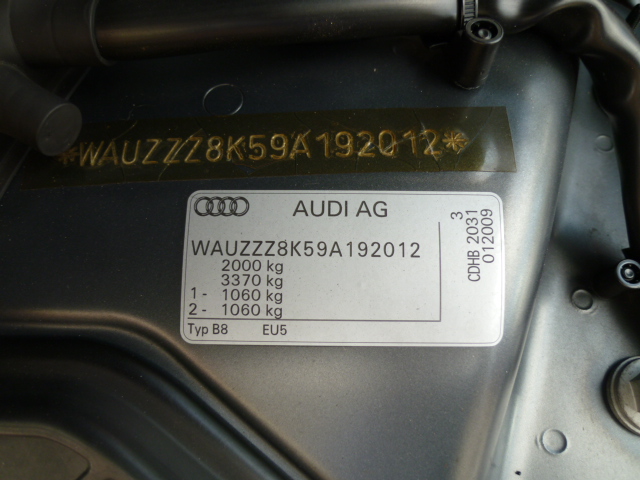 *WAUZZZ8K59A192012*
AUDI AG
WAUZZZ8K59A192012
2000 kg
3370 kg
1 - 1060 kg
2 - 1060 kg
Typ B8 EU5
3
CDHB 2031
012009